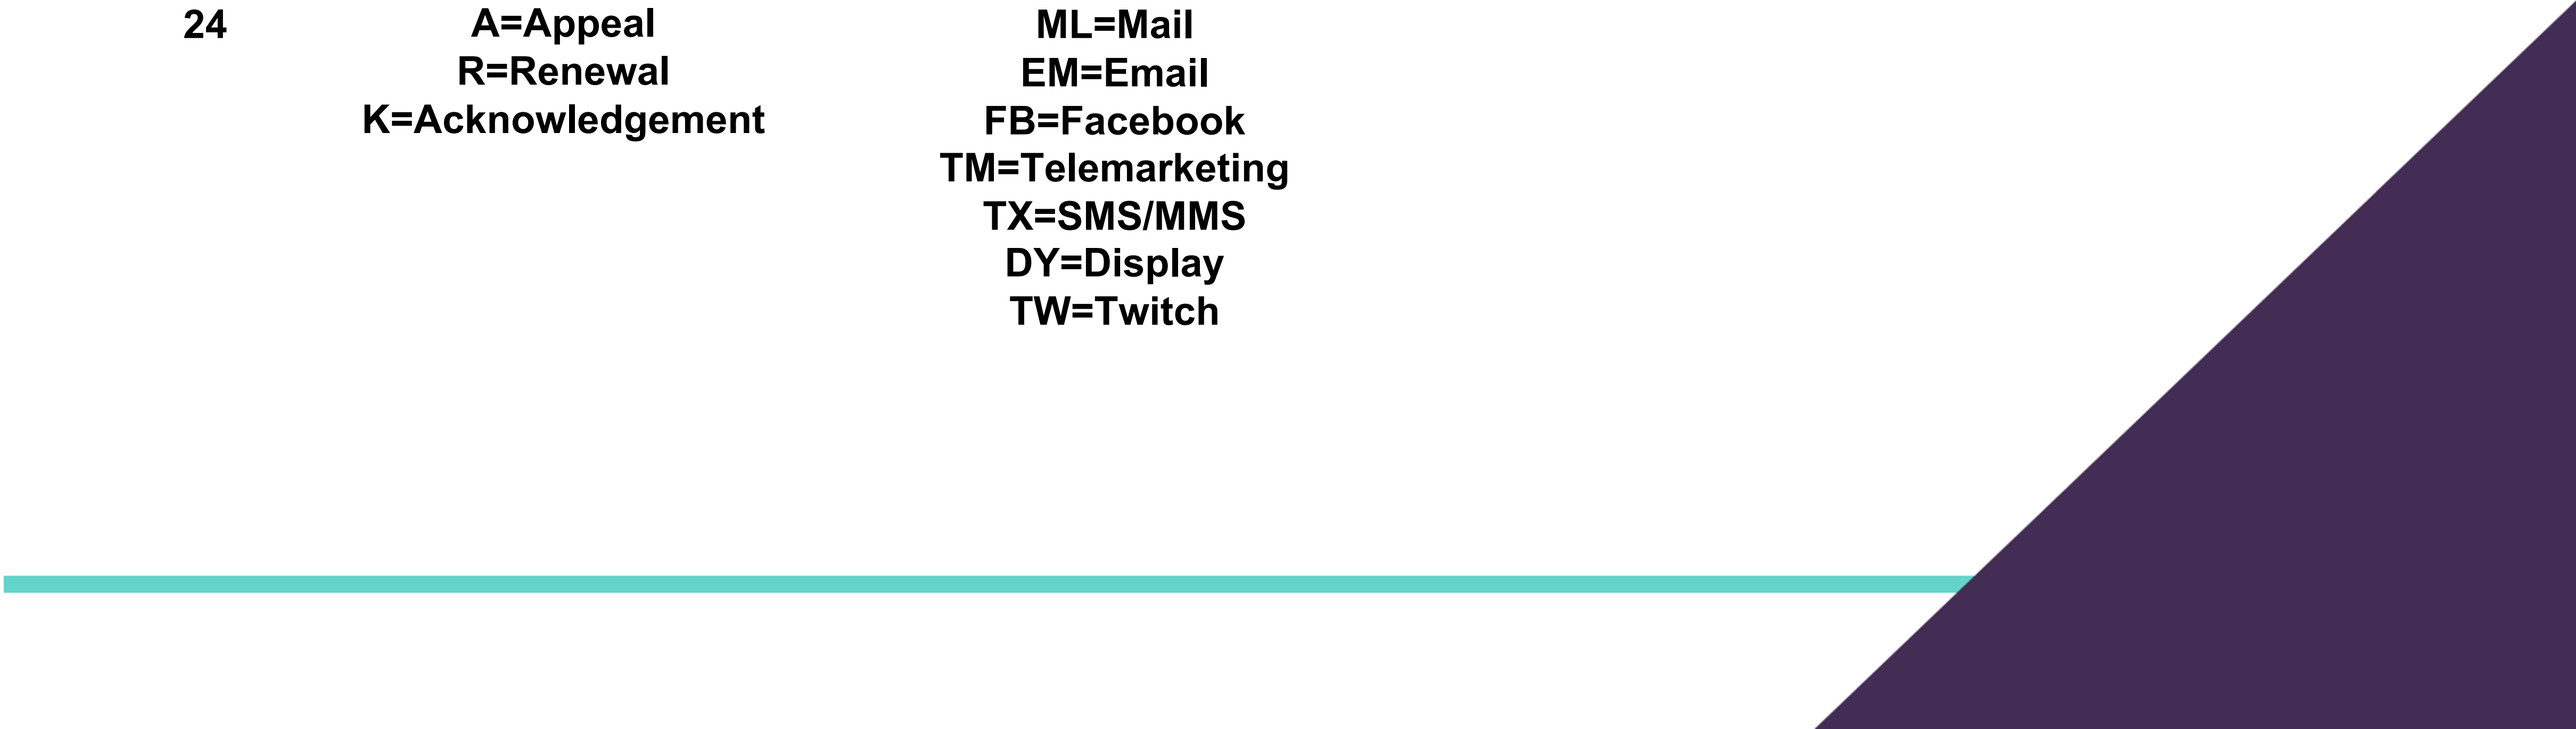 24
A=Appeal
R=Renewal
K=Acknowledgement
ML=Mail
EM=Email
FB=Facebook
TM=Telemarketing
TX=SMS/MMS
DY=Display
TW=Twitch